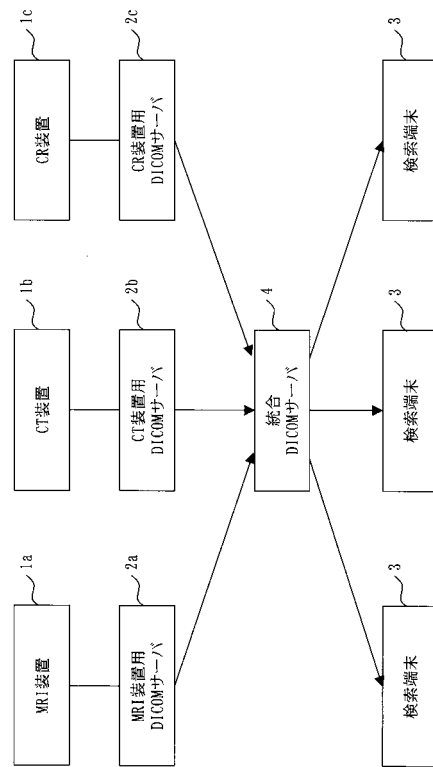 1a
MRI装置
1b
CT装置
1c
CR装置
2a
MRI装置用
DICOMサーバ
2b
CT装置用
DICOMサーバ
2c
CR装置用
DICOMサーバ
4
統合
DICOMサーバ
3
検索端末
3
検索端末
3
検索端末